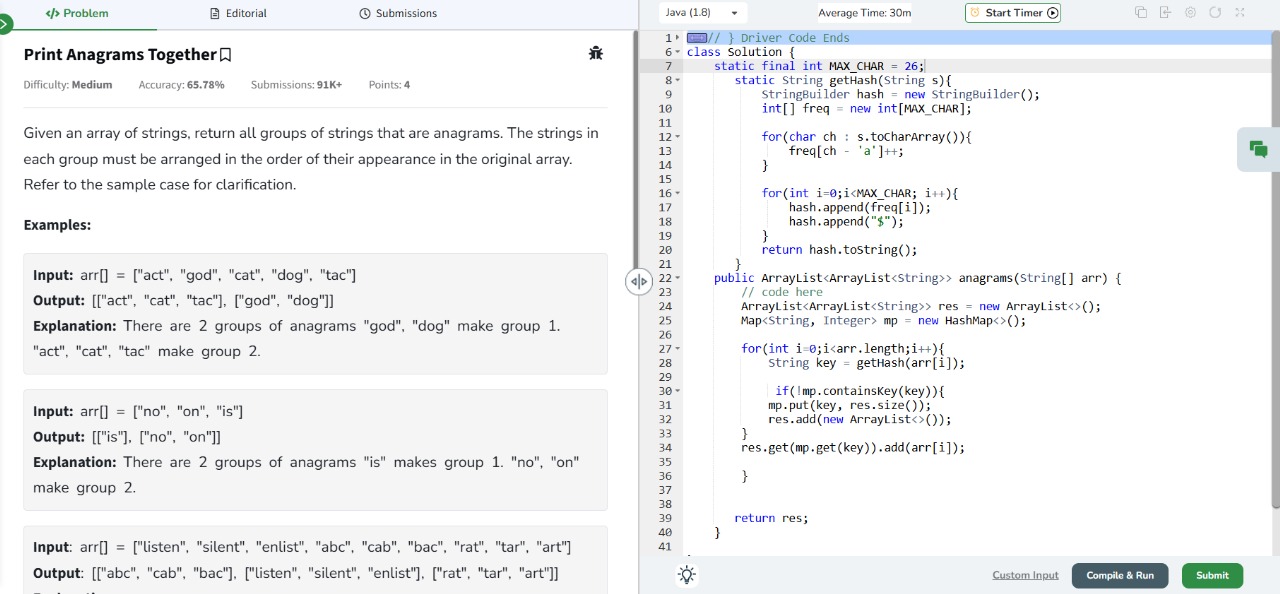 Problem
Editorial
Submissions
Print Anagrams Together
Difficulty: Medium Accuracy: 65.78% Submissions: 91K+ Points: 4
Given an array of strings, return all groups of strings that are anagrams. The strings in
each group must be arranged in the order of their appearance in the original array.
Refer to the sample case for clarification.
Examples:
Input: arr[] = ["act", "god", "cat", "dog", "tac"]
Output: [["act", "cat", "tac"], ["god", "dog"]]
Explanation: There are 2 groups of anagrams "god", "dog" make group 1.
"act", "cat", "tac" make group 2.
Input: arr[] = ["no", "on", "is"]
Output: [["is"], ["no", "on"]]
Explanation: There are 2 groups of anagrams "is" makes group 1. "no", "on"
make group 2.
Input: arr[] = ["listen", "silent", "enlist", "abc", "cab", "bac", "rat", "tar", "art"]
Output: [["abc", "cab", "bac"], ["listen", "silent", "enlist"], ["rat", "tar", "art"]]
Java (1.8)
Average Time: 30m
Start Timer
1 // } Driver Code Ends
6 class Solution {
7 static final int MAX_CHAR = 26;
8 static String getHash(String s){
9 StringBuilder hash = new StringBuilder();
10 int[] freq = new int[MAX_CHAR];
11
12 for(char ch : s.toCharArray()){
13 freq[ch - 'a']++;
14 }
15
16 for(int i=0;i<MAX_CHAR; i++){
17 hash.append(freq[i]);
18 hash.append("$");
19 }
20 return hash.toString();
21 }
22 public ArrayList<ArrayList<String>> anagrams(String[] arr) {
23 // code here
24 ArrayList<ArrayList<String>> res = new ArrayList<>();
25 Map<String, Integer> mp = new HashMap<>();
26
27 for(int i=0;i<arr.length;i++){
28 String key = getHash(arr[i]);
29
30 if(!mp.containsKey(key)){
31 mp.put(key, res.size());
32 res.add(new ArrayList<>());
33 }
34 res.get(mp.get(key)).add(arr[i]);
35
36 }
37
38
39 return res;
40 }
41
Custom Input
Compile & Run
Submit